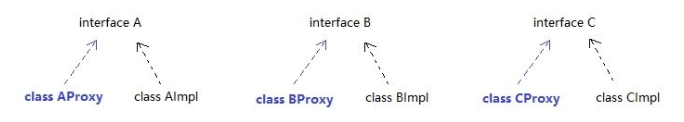 interface A
interface B
interface C
class AProxy
class AImpl
class BProxy
class BImpl
class CProxy
class CImpl